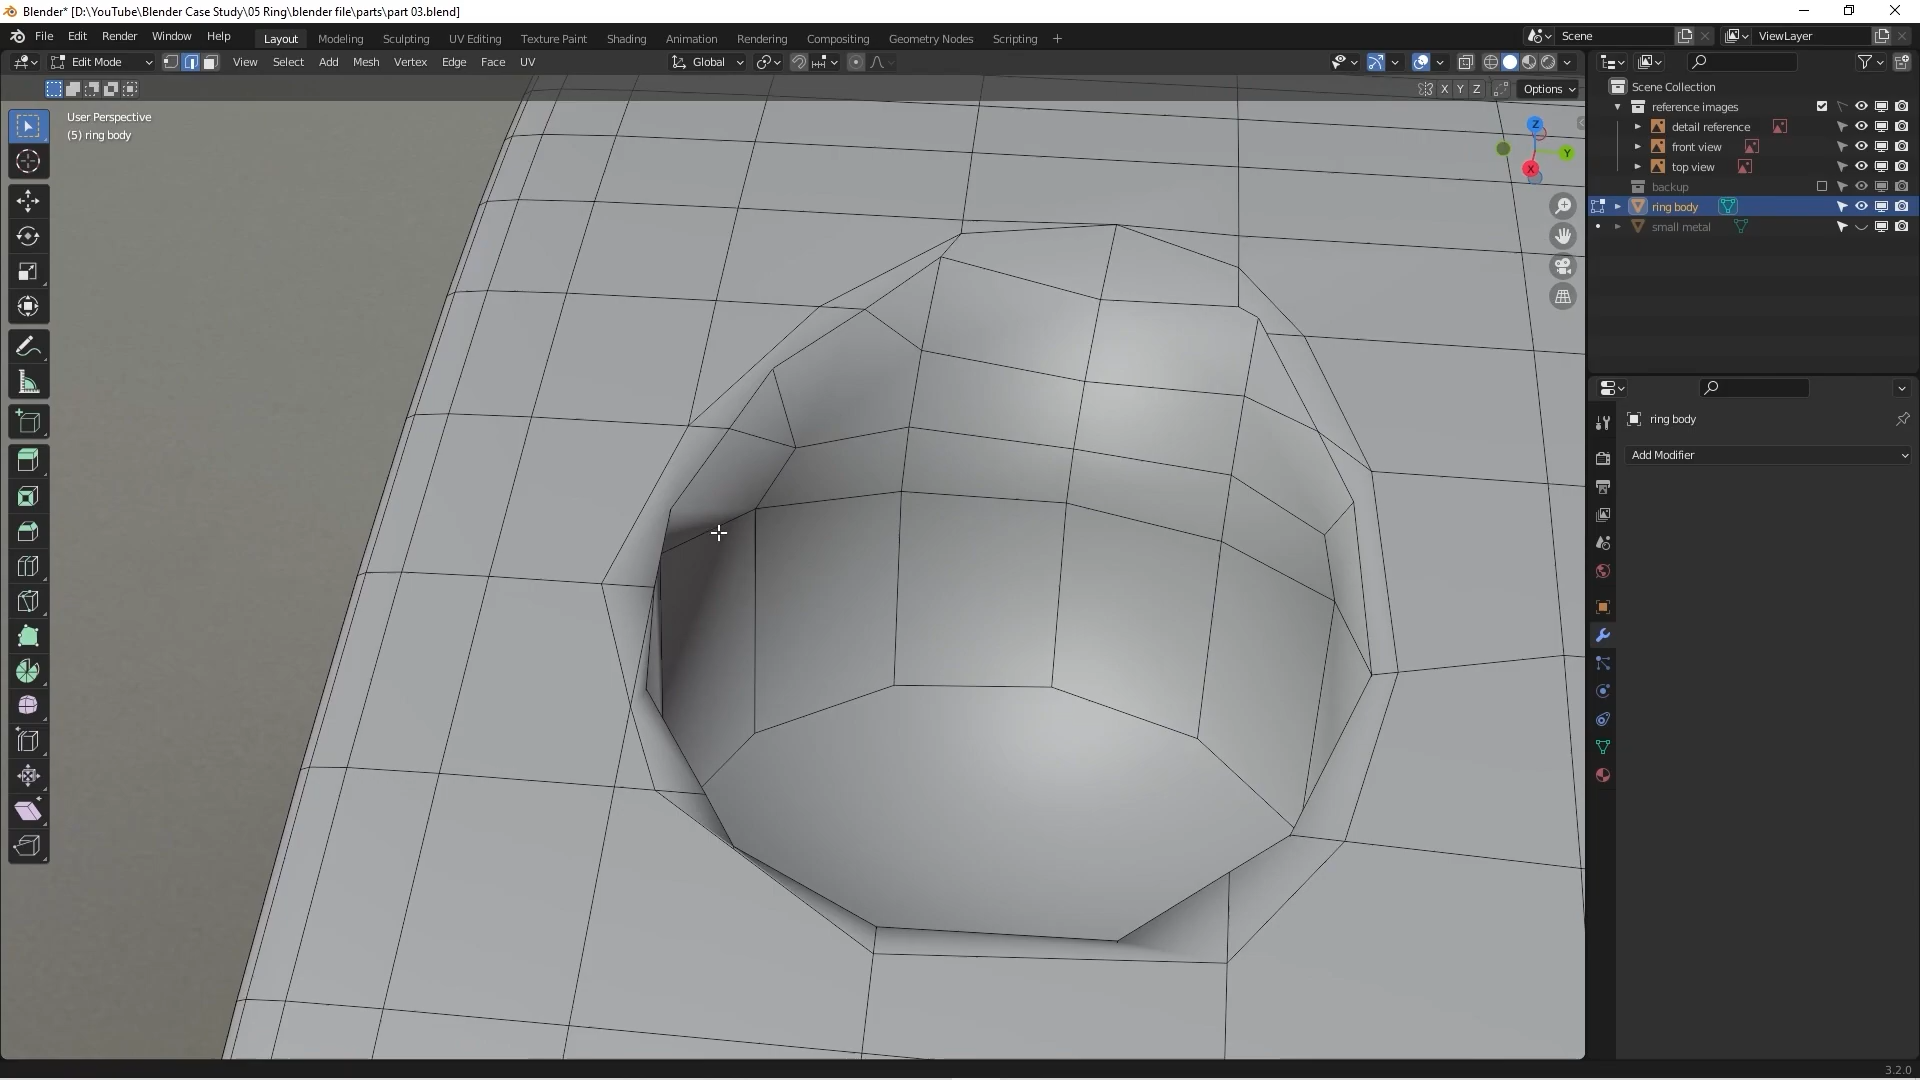 Blender* [D:\YouTube\Blender Case Study\05 Ring\blender file\parts\part 03.blend]
File Edit Render Window Help Layout Modeling Sculpting UV Editing Texture Paint Shading Animation Rendering Compositing Geometry Nodes Scripting + Scene ViewLayer
Edit Mode View Select Add Mesh Vertex Edge Face UV Global
X Y Z Options
User Perspective
(5) ring body
Z
Y
X
Scene Collection
reference images
detail reference
front view
top view
backup
ring body
small metal
ring body
Add Modifier
3.2.0